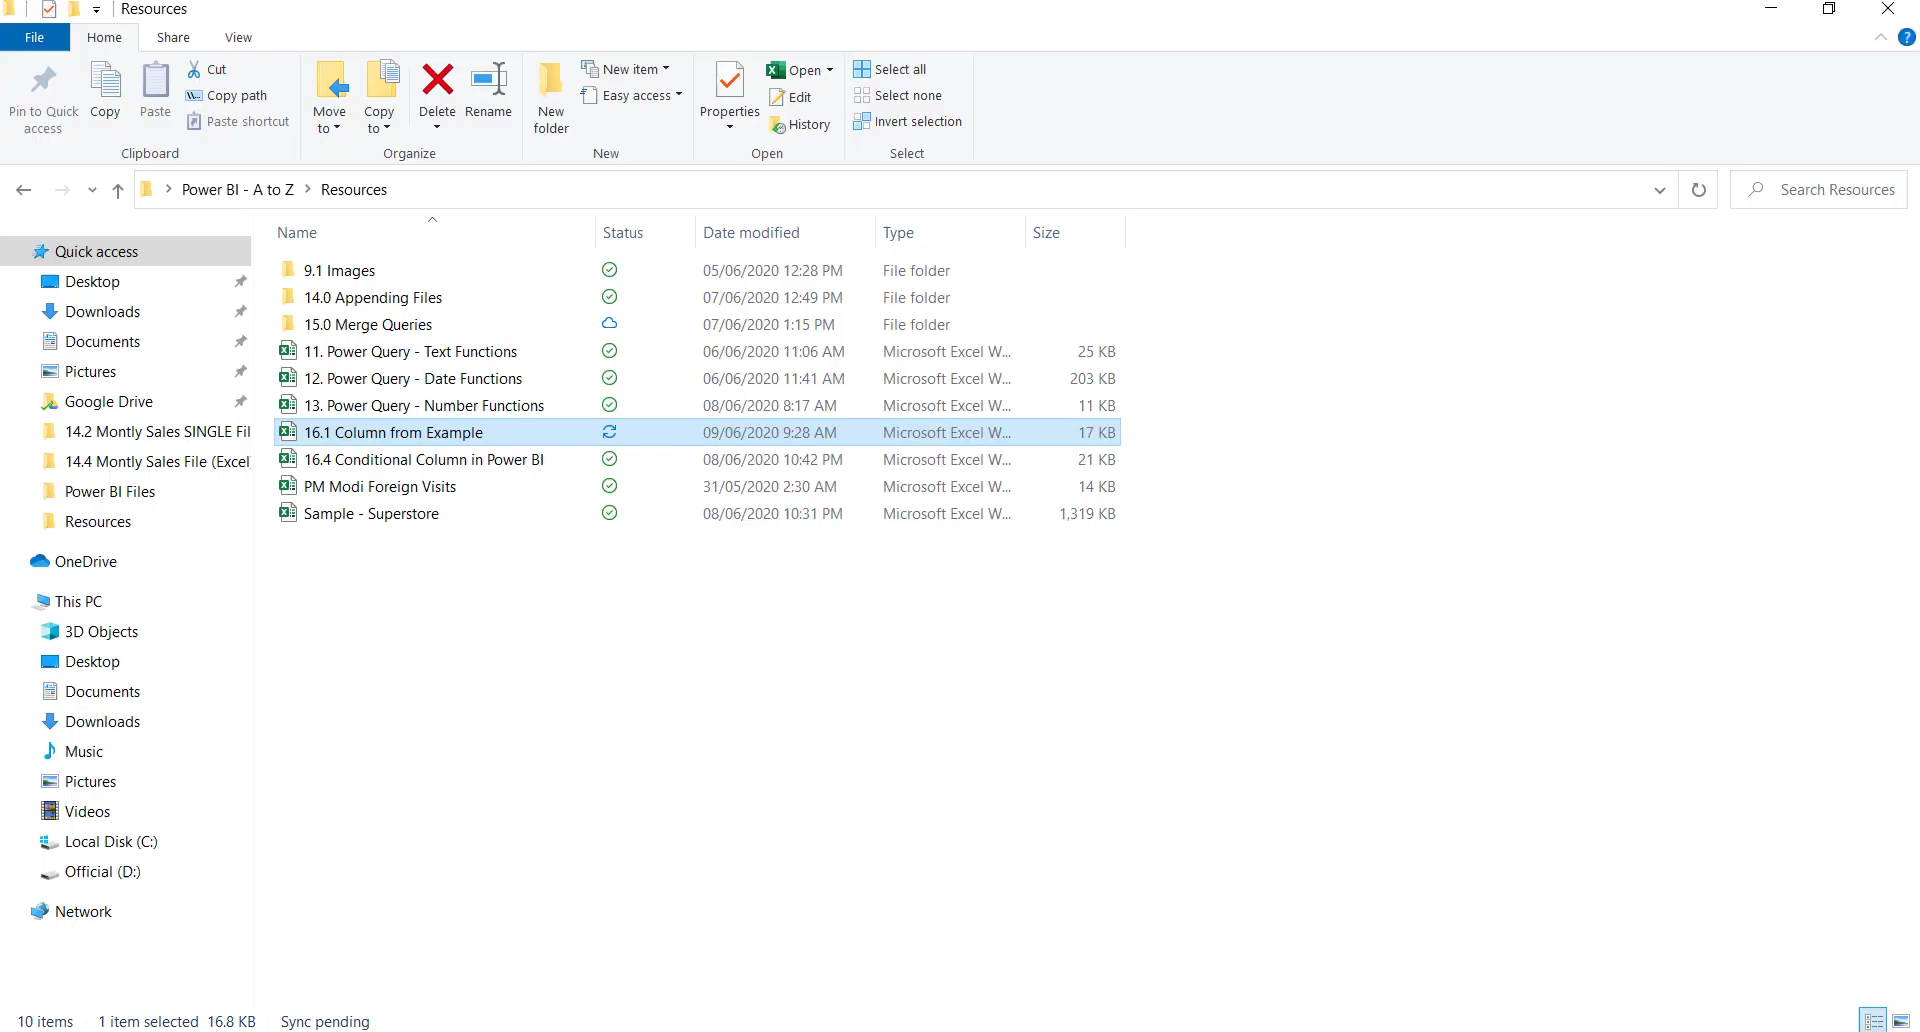 Resources
File Home Share View
Pin to Quick access
Copy
Paste
Cut
Copy path
Paste shortcut
Clipboard
Move to
Copy to
Delete
Rename
Organize
New folder
New item
Easy access
New
Properties
Open
Edit
History
Open
Select all
Select none
Invert selection
Select
Power BI - A to Z > Resources
Search Resources
Name Status Date modified Type Size
9.1 Images 05/06/2020 12:28 PM File folder
14.0 Appending Files 07/06/2020 12:49 PM File folder
15.0 Merge Queries 07/06/2020 1:15 PM File folder
11. Power Query - Text Functions 06/06/2020 11:06 AM Microsoft Excel W... 25 KB
12. Power Query - Date Functions 06/06/2020 11:41 AM Microsoft Excel W... 203 KB
13. Power Query - Number Functions 08/06/2020 8:17 AM Microsoft Excel W... 11 KB
16.1 Column from Example 09/06/2020 9:28 AM Microsoft Excel W... 17 KB
16.4 Conditional Column in Power BI 08/06/2020 10:42 PM Microsoft Excel W... 21 KB
PM Modi Foreign Visits 31/05/2020 2:30 AM Microsoft Excel W... 14 KB
Sample - Superstore 08/06/2020 10:31 PM Microsoft Excel W... 1,319 KB
Quick access
Desktop
Downloads
Documents
Pictures
Google Drive
14.2 Montly Sales SINGLE Fil
14.4 Montly Sales File (Excel)
Power BI Files
Resources
OneDrive
This PC
3D Objects
Desktop
Documents
Downloads
Music
Pictures
Videos
Local Disk (C:)
Official (D:)
Network
10 items 1 item selected 16.8 KB Sync pending